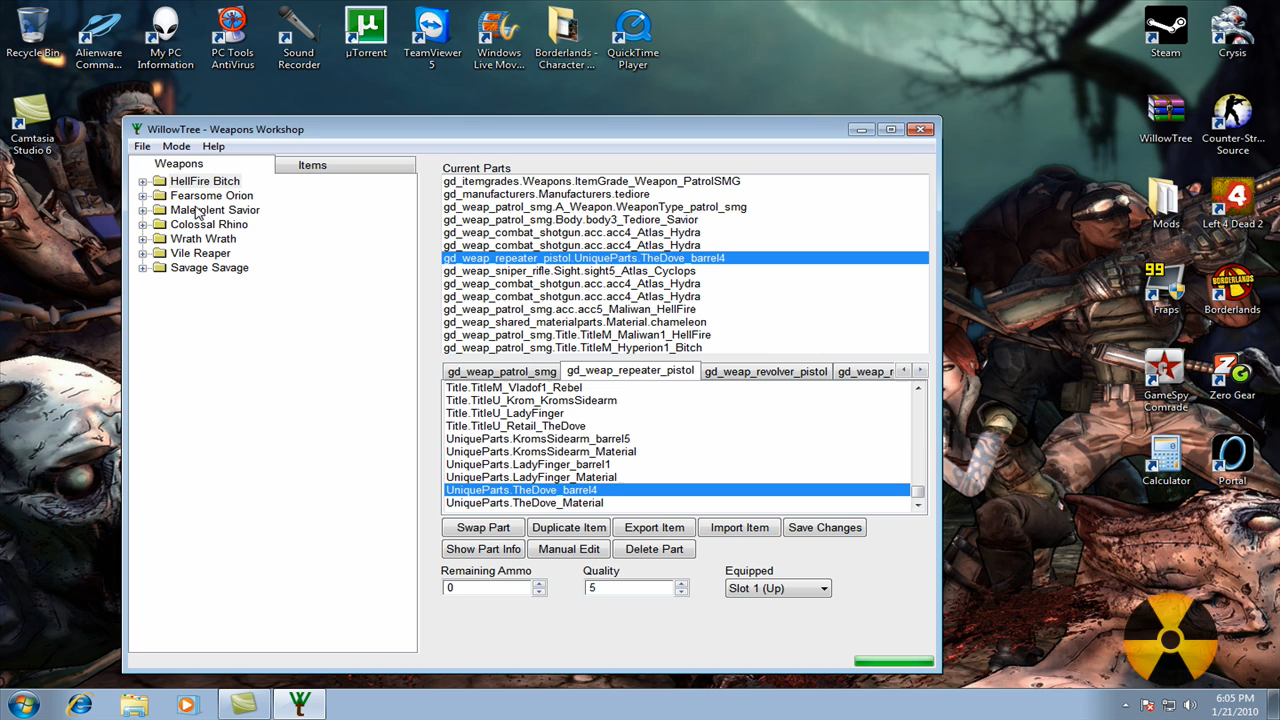 Recycle Bin
Alienware
Comma...
My PC
Information
PC Tools
AntiVirus
Sound
Recorder
µ
µTorrent
TeamViewer
5
Windows
Live Mov...
Borderlands -
Character ...
QuickTime
Player
Steam
Crysis
Camtasia
Studio 6
WillowTree
Counter-Str...
Source
Mods
4
Left 4 Dead 2
99
Fraps
Borderlands
GameSpy
Comrade
Zero Gear
Calculator
Portal
WillowTree - Weapons Workshop
File Mode Help
Weapons
Items
HellFire Bitch
Fearsome Orion
Malevolent Savior
Colossal Rhino
Wrath Wrath
Vile Reaper
Savage Savage
Current Parts
gd_itemgrades.Weapons.ItemGrade_Weapon_PatrolSMG
gd_manufacturers.Manufacturers.tediore
gd_weap_patrol_smg.A_Weapon.WeaponType_patrol_smg
gd_weap_patrol_smg.Body.body3_Tediore_Savior
gd_weap_combat_shotgun.acc.acc4_Atlas_Hydra
gd_weap_combat_shotgun.acc.acc4_Atlas_Hydra
gd_weap_repeater_pistol.UniqueParts.TheDove_barrel4
gd_weap_sniper_rifle.Sight.sight5_Atlas_Cyclops
gd_weap_combat_shotgun.acc.acc4_Atlas_Hydra
gd_weap_combat_shotgun.acc.acc4_Atlas_Hydra
gd_weap_patrol_smg.acc.acc5_Maliwan_HellFire
gd_weap_shared_materialparts.Material.chameleon
gd_weap_patrol_smg.Title.TitleM_Maliwan1_HellFire
gd_weap_patrol_smg.Title.TitleM_Hyperion1_Bitch
gd_weap_patrol_smg gd_weap_repeater_pistol gd_weap_revolver_pistol gd_weap_r
Title.TitleM_Vladof1_Rebel
Title.TitleU_Krom_KromsSidearm
Title.TitleU_LadyFinger
Title.TitleU_Retail_TheDove
UniqueParts.KromsSidearm_barrel5
UniqueParts.KromsSidearm_Material
UniqueParts.LadyFinger_barrel1
UniqueParts.LadyFinger_Material
UniqueParts.TheDove_barrel4
UniqueParts.TheDove_Material
Swap Part Duplicate Item Export Item Import Item Save Changes
Show Part Info Manual Edit Delete Part
Remaining Ammo Quality Equipped
0 5 Slot 1 (Up)
6:05 PM
1/21/2010